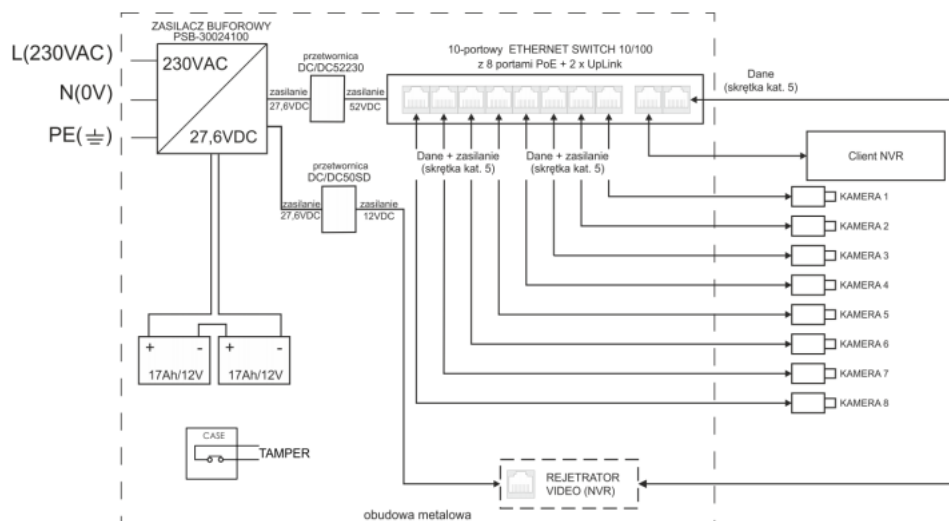 ZASILACZ BUFOROWY
PSB-30024100
L(230VAC)
N(0V)
PE(⏚)
230VAC
27,6VDC
przetwornica
DC/DC52230
zasilanie
27,6VDC
zasilanie
52VDC
10-portowy ETHERNET SWITCH 10/100
z 8 portami PoE + 2 x UpLink
Dane
(skrętka kat. 5)
Dane + zasilanie
(skrętka kat. 5)
Dane + zasilanie
(skrętka kat. 5)
Client NVR
przetwornica
DC/DC50SD
zasilanie
27,6VDC
zasilanie
12VDC
KAMERA 1
KAMERA 2
KAMERA 3
KAMERA 4
KAMERA 5
KAMERA 6
KAMERA 7
KAMERA 8
+ -
17Ah/12V
+ -
17Ah/12V
CASE
TAMPER
REJETRATOR
VIDEO (NVR)
obudowa metalowa